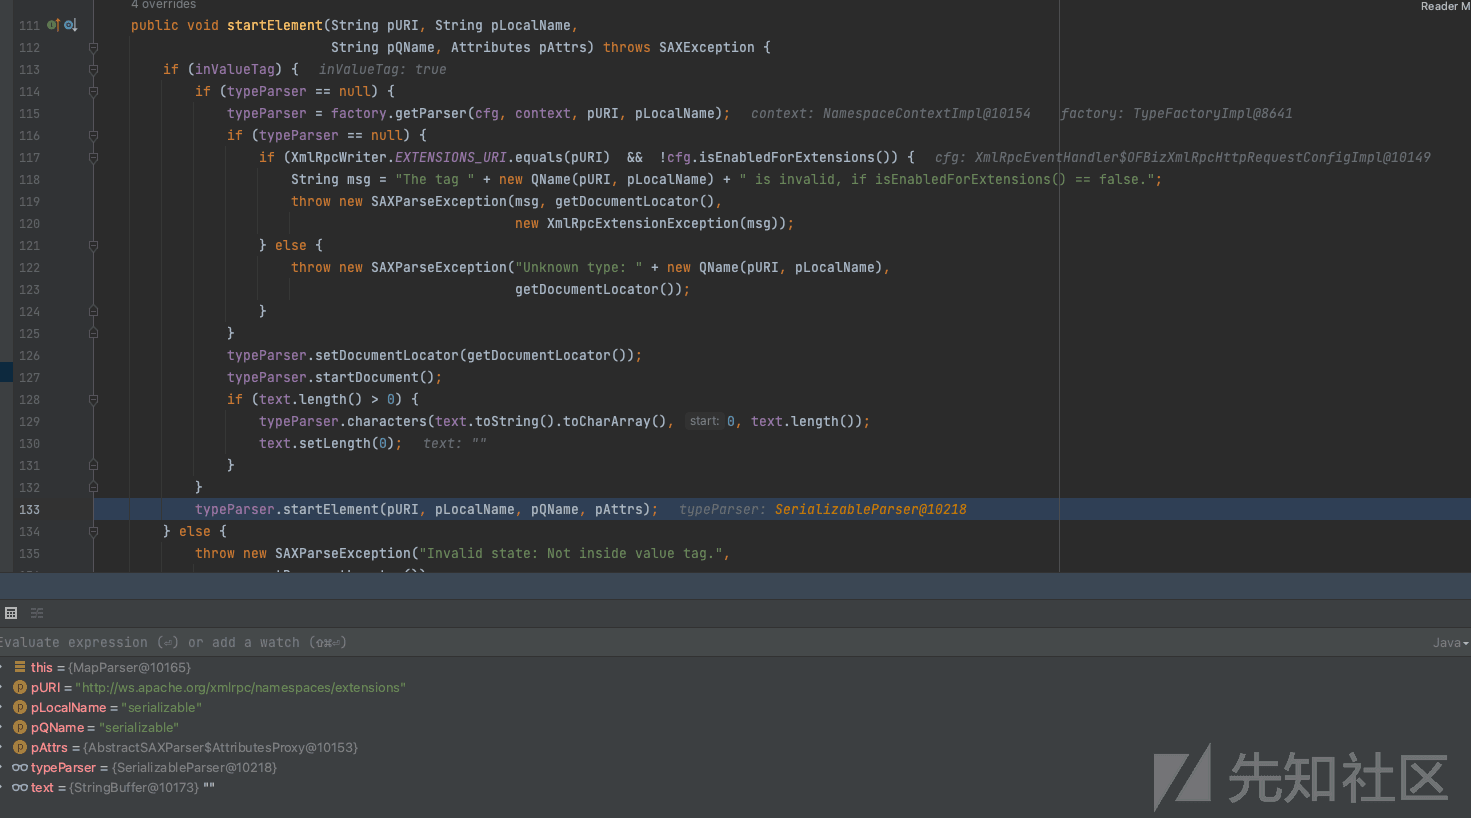 4 overrides
Reader M
111 public void startElement(String pURI, String pLocalName,
112 String pQName, Attributes pAttrs) throws SAXException {
113 if (inValueTag) { inValueTag: true
114 if (typeParser == null) {
115 typeParser = factory.getParser(cfg, context, pURI, pLocalName); context: NamespaceContextImpl@10154 factory: TypeFactoryImpl@8641
116 if (typeParser == null) {
117 if (XmlRpcWriter.EXTENSIONS_URI.equals(pURI) && !cfg.isEnabledForExtensions()) { cfg: XmlRpcEventHandler$OFBizXmlRpcHttpRequestConfigImpl@10149
118 String msg = "The tag " + new QName(pURI, pLocalName) + " is invalid, if isEnabledForExtensions() == false.";
119 throw new SAXParseException(msg, getDocumentLocator(),
120 new XmlRpcExtensionException(msg));
121 } else {
122 throw new SAXParseException("Unknown type: " + new QName(pURI, pLocalName),
123 getDocumentLocator());
124 }
125 }
126 typeParser.setDocumentLocator(getDocumentLocator());
127 typeParser.startDocument();
128 if (text.length() > 0) {
129 typeParser.characters(text.toString().toCharArray(), start: 0, text.length());
130 text.setLength(0); text: ""
131 }
132 }
133 typeParser.startElement(pURI, pLocalName, pQName, pAttrs); typeParser: SerializableParser@10218
134 } else {
135 throw new SAXParseException("Invalid state: Not inside value tag.",
Evaluate expression (⏎) or add a watch (⇧⌘⏎)
Java
this = {MapParser@10165}
pURI = "http://ws.apache.org/xmlrpc/namespaces/extensions"
pLocalName = "serializable"
pQName = "serializable"
pAttrs = {AbstractSAXParser$AttributesProxy@10153}
typeParser = {SerializableParser@10218}
text = {StringBuffer@10173} ""
先知社区